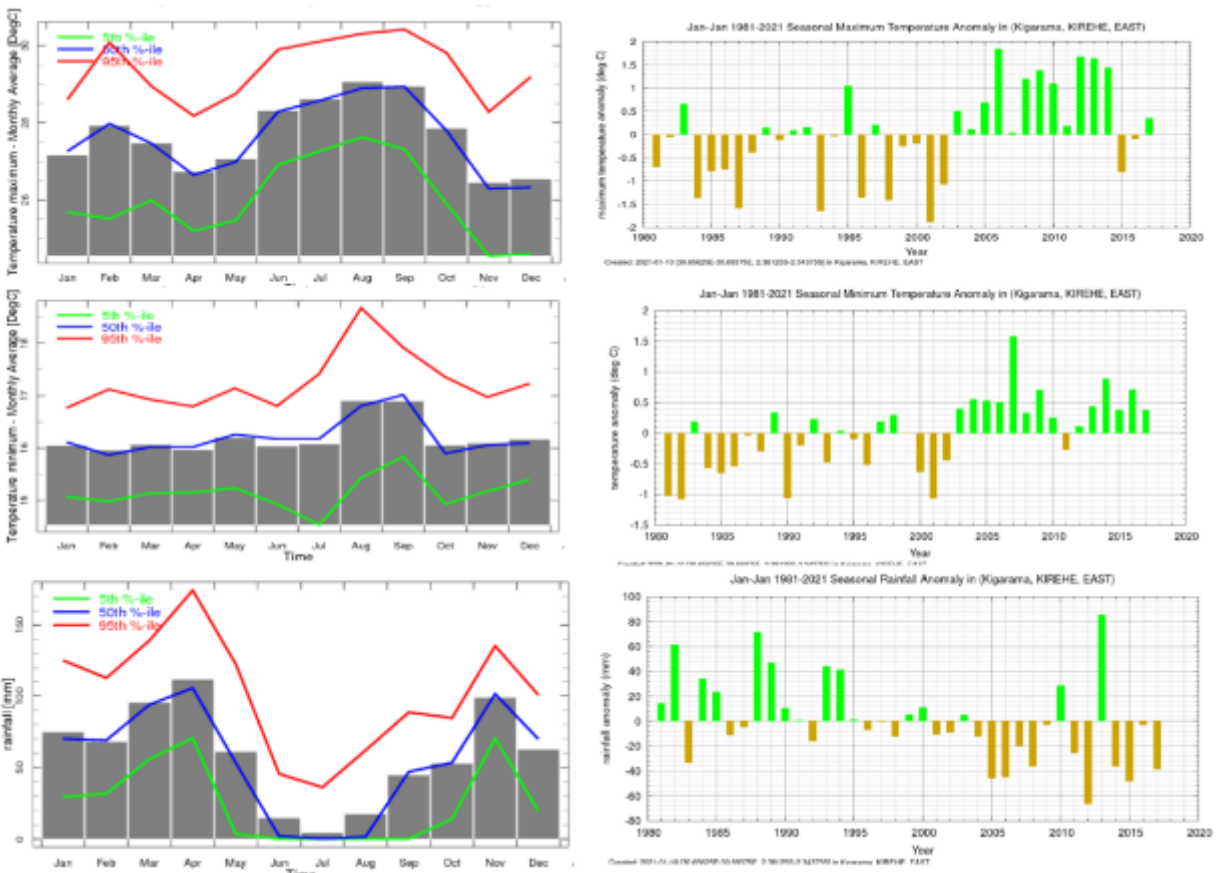 Temperature maximum - Monthly Average [DegC]
30
28
26
5th %-ile
50th %-ile
95th %-ile
Jan Feb Mar Apr May Jun Jul Aug Sep Oct Nov Dec
Jan-Jan 1981-2021 Seasonal Maximum Temperature Anomaly in (Kigarama, KIREHE, EAST)
maximum temperature anomaly (deg C)
2
1.5
1
0.5
0
-0.5
-1
-1.5
-2
1980 1985 1990 1995 2000 2005 2010 2015 2020
Year
Temperature minimum - Monthly Average [DegC]
18
17
16
15
5th %-ile
50th %-ile
95th %-ile
Jan Feb Mar Apr May Jun Jul Aug Sep Oct Nov Dec
Time
Jan-Jan 1981-2021 Seasonal Minimum Temperature Anomaly in (Kigarama, KIREHE, EAST)
temperature anomaly (deg C)
2
1.5
1
0.5
0
-0.5
-1
-1.5
1980 1985 1990 1995 2000 2005 2010 2015 2020
Year
rainfall [mm]
150
100
50
0
5th %-ile
50th %-ile
95th %-ile
Jan Feb Mar Apr May Jun Jul Aug Sep Oct Nov Dec
Time
Jan-Jan 1981-2021 Seasonal Rainfall Anomaly in (Kigarama, KIREHE, EAST)
rainfall anomaly (mm)
100
80
60
40
20
0
-20
-40
-60
-80
1980 1985 1990 1995 2000 2005 2010 2015 2020
Year